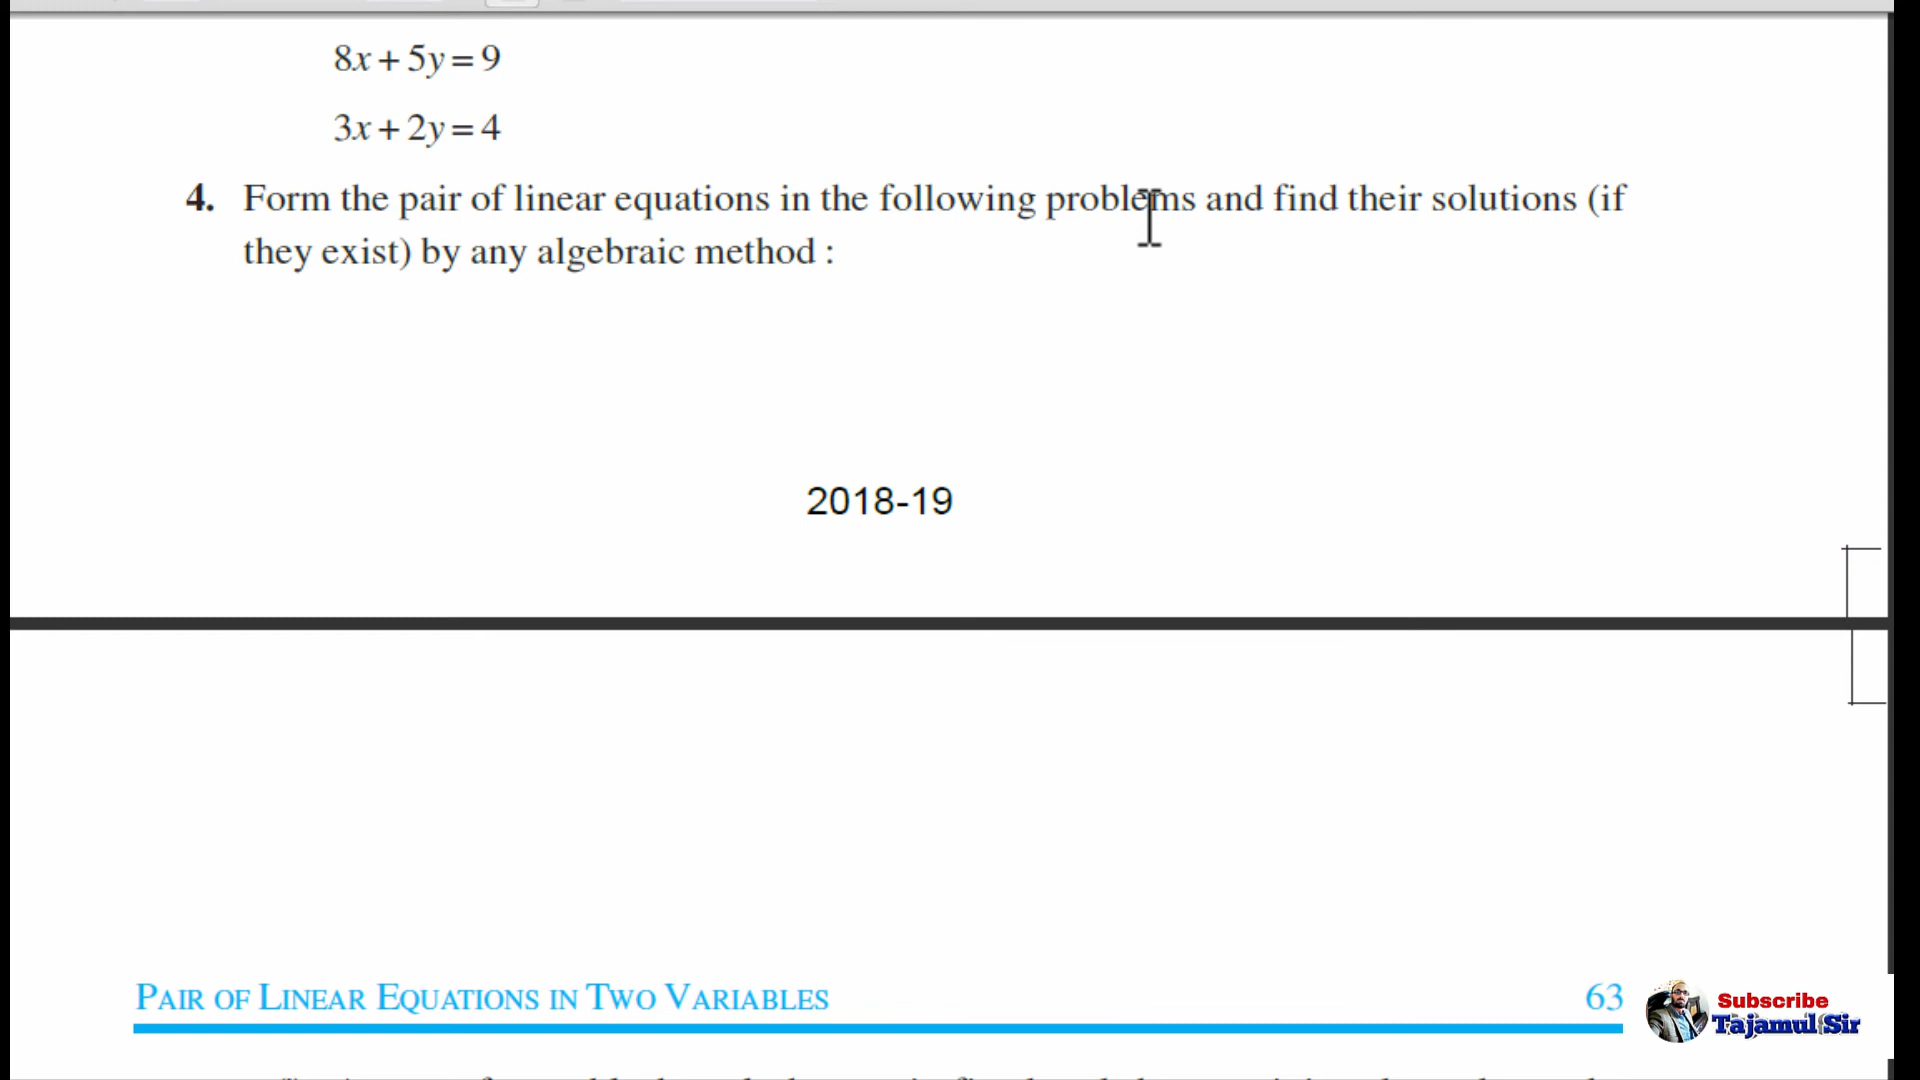 8x + 5y = 9
3x + 2y = 4
4. Form the pair of linear equations in the following problems and find their solutions (if
they exist) by any algebraic method :
2018-19
PAIR OF LINEAR EQUATIONS IN TWO VARIABLES 63
Subscribe
Tajamul Sir